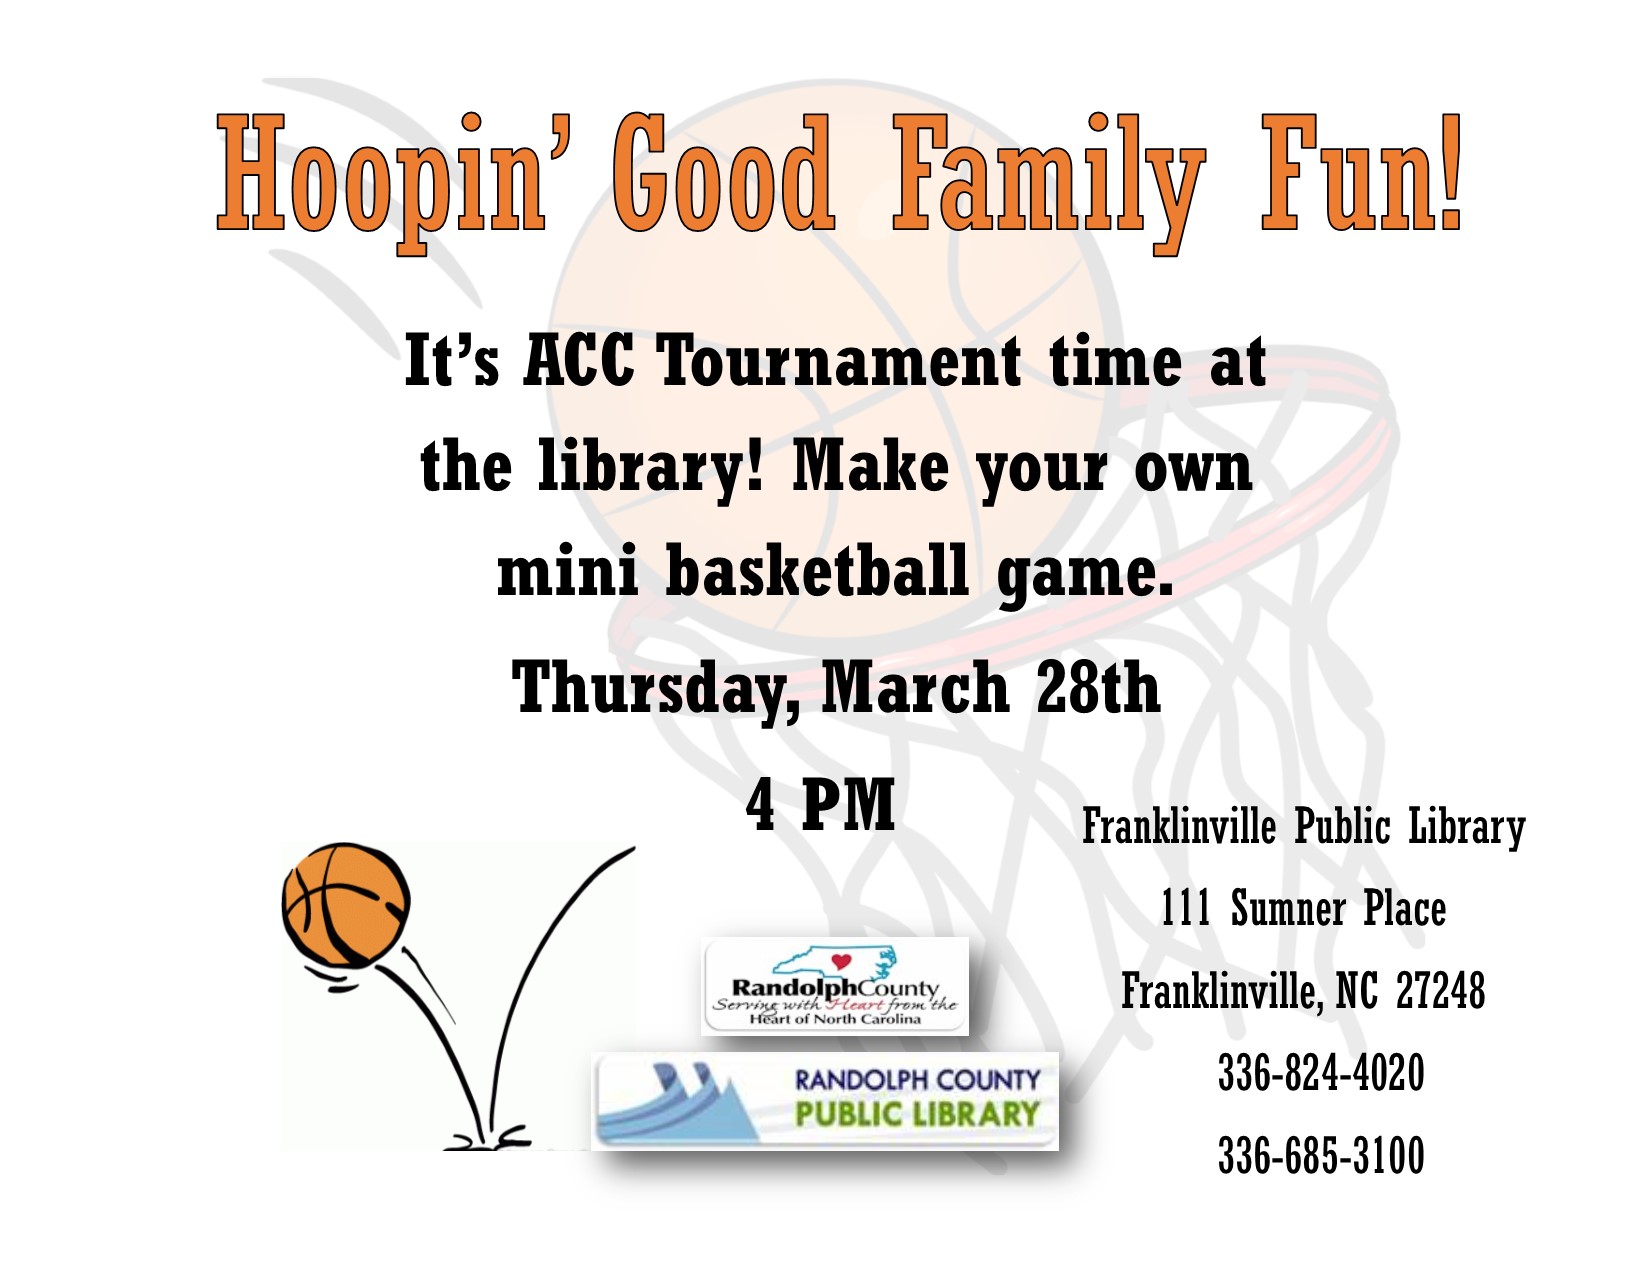 Hoopin’ Good Family Fun!
It’s ACC Tournament time at
the library! Make your own
mini basketball game.
Thursday, March 28th
4 PM
Franklinville Public Library
111 Sumner Place
Franklinville, NC 27248
336-824-4020
336-685-3100
RandolphCounty
Serving with Heart from the
Heart of North Carolina
RANDOLPH COUNTY
PUBLIC LIBRARY